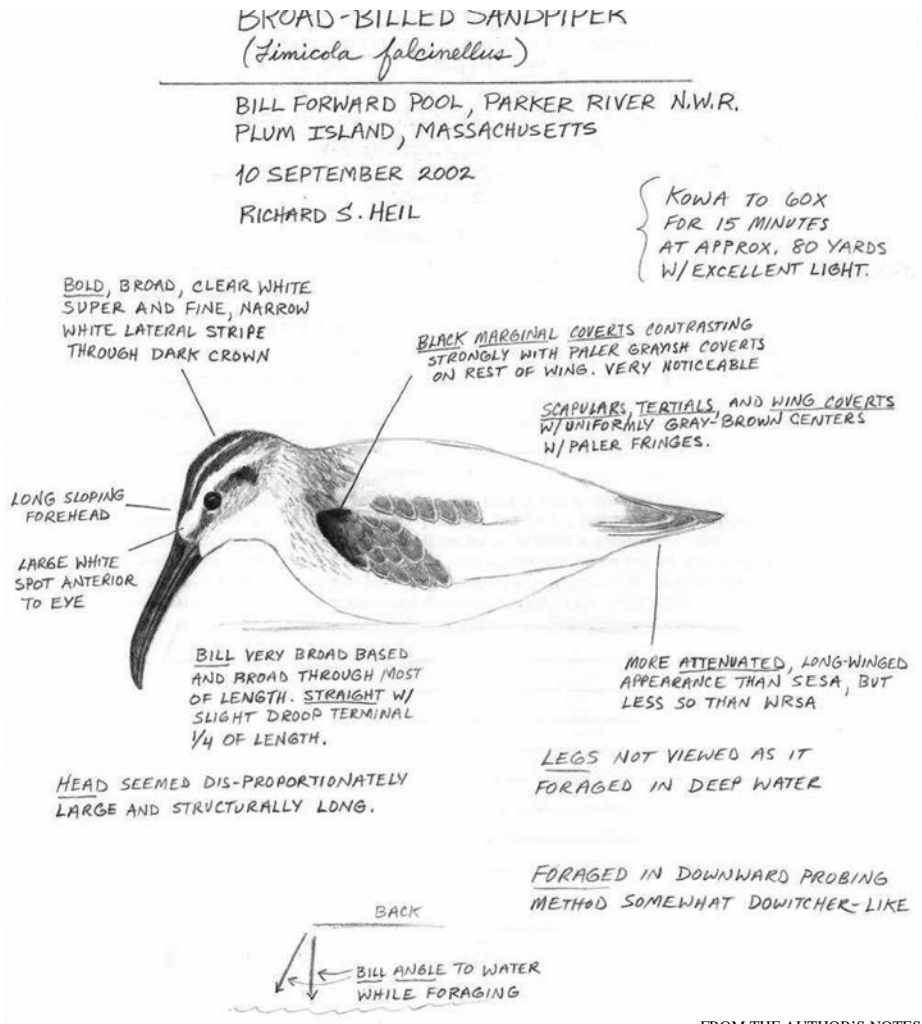 BROAD-BILLED SANDPIPER
(Limicola falcinellus)
BILL FORWARD POOL, PARKER RIVER N.W.R.
PLUM ISLAND, MASSACHUSETTS
10 SEPTEMBER 2002
RICHARD S. HEIL
KOWA TO 60X
FOR 15 MINUTES
AT APPROX. 80 YARDS
W/EXCELLENT LIGHT.
BOLD, BROAD, CLEAR WHITE
SUPER AND FINE, NARROW
WHITE LATERAL STRIPE
THROUGH DARK CROWN
BLACK MARGINAL COVERTS CONTRASTING
STRONGLY WITH PALER GRAYISH COVERTS
ON REST OF WING. VERY NOTICEABLE
SCAPULARS, TERTIALS, AND WING COVERTS
W/UNIFORMLY GRAY-BROWN CENTERS
W/PALER FRINGES.
LONG SLOPING
FOREHEAD
LARGE WHITE
SPOT ANTERIOR
TO EYE
BILL VERY BROAD BASED
AND BROAD THROUGH MOST
OF LENGTH. STRAIGHT W/
SLIGHT DROOP TERMINAL
1/4 OF LENGTH.
MORE ATTENUATED, LONG-WINGED
APPEARANCE THAN SESA, BUT
LESS SO THAN WRSA
HEAD SEEMED DIS-PROPORTIONATELY
LARGE AND STRUCTURALLY LONG.
LEGS NOT VIEWED AS IT
FORAGED IN DEEP WATER
FORAGED IN DOWNWARD PROBING
METHOD SOMEWHAT DOWITCHER-LIKE
BACK
BILL ANGLE TO WATER
WHILE FORAGING
FROM THE AUTHOR'S NOTES